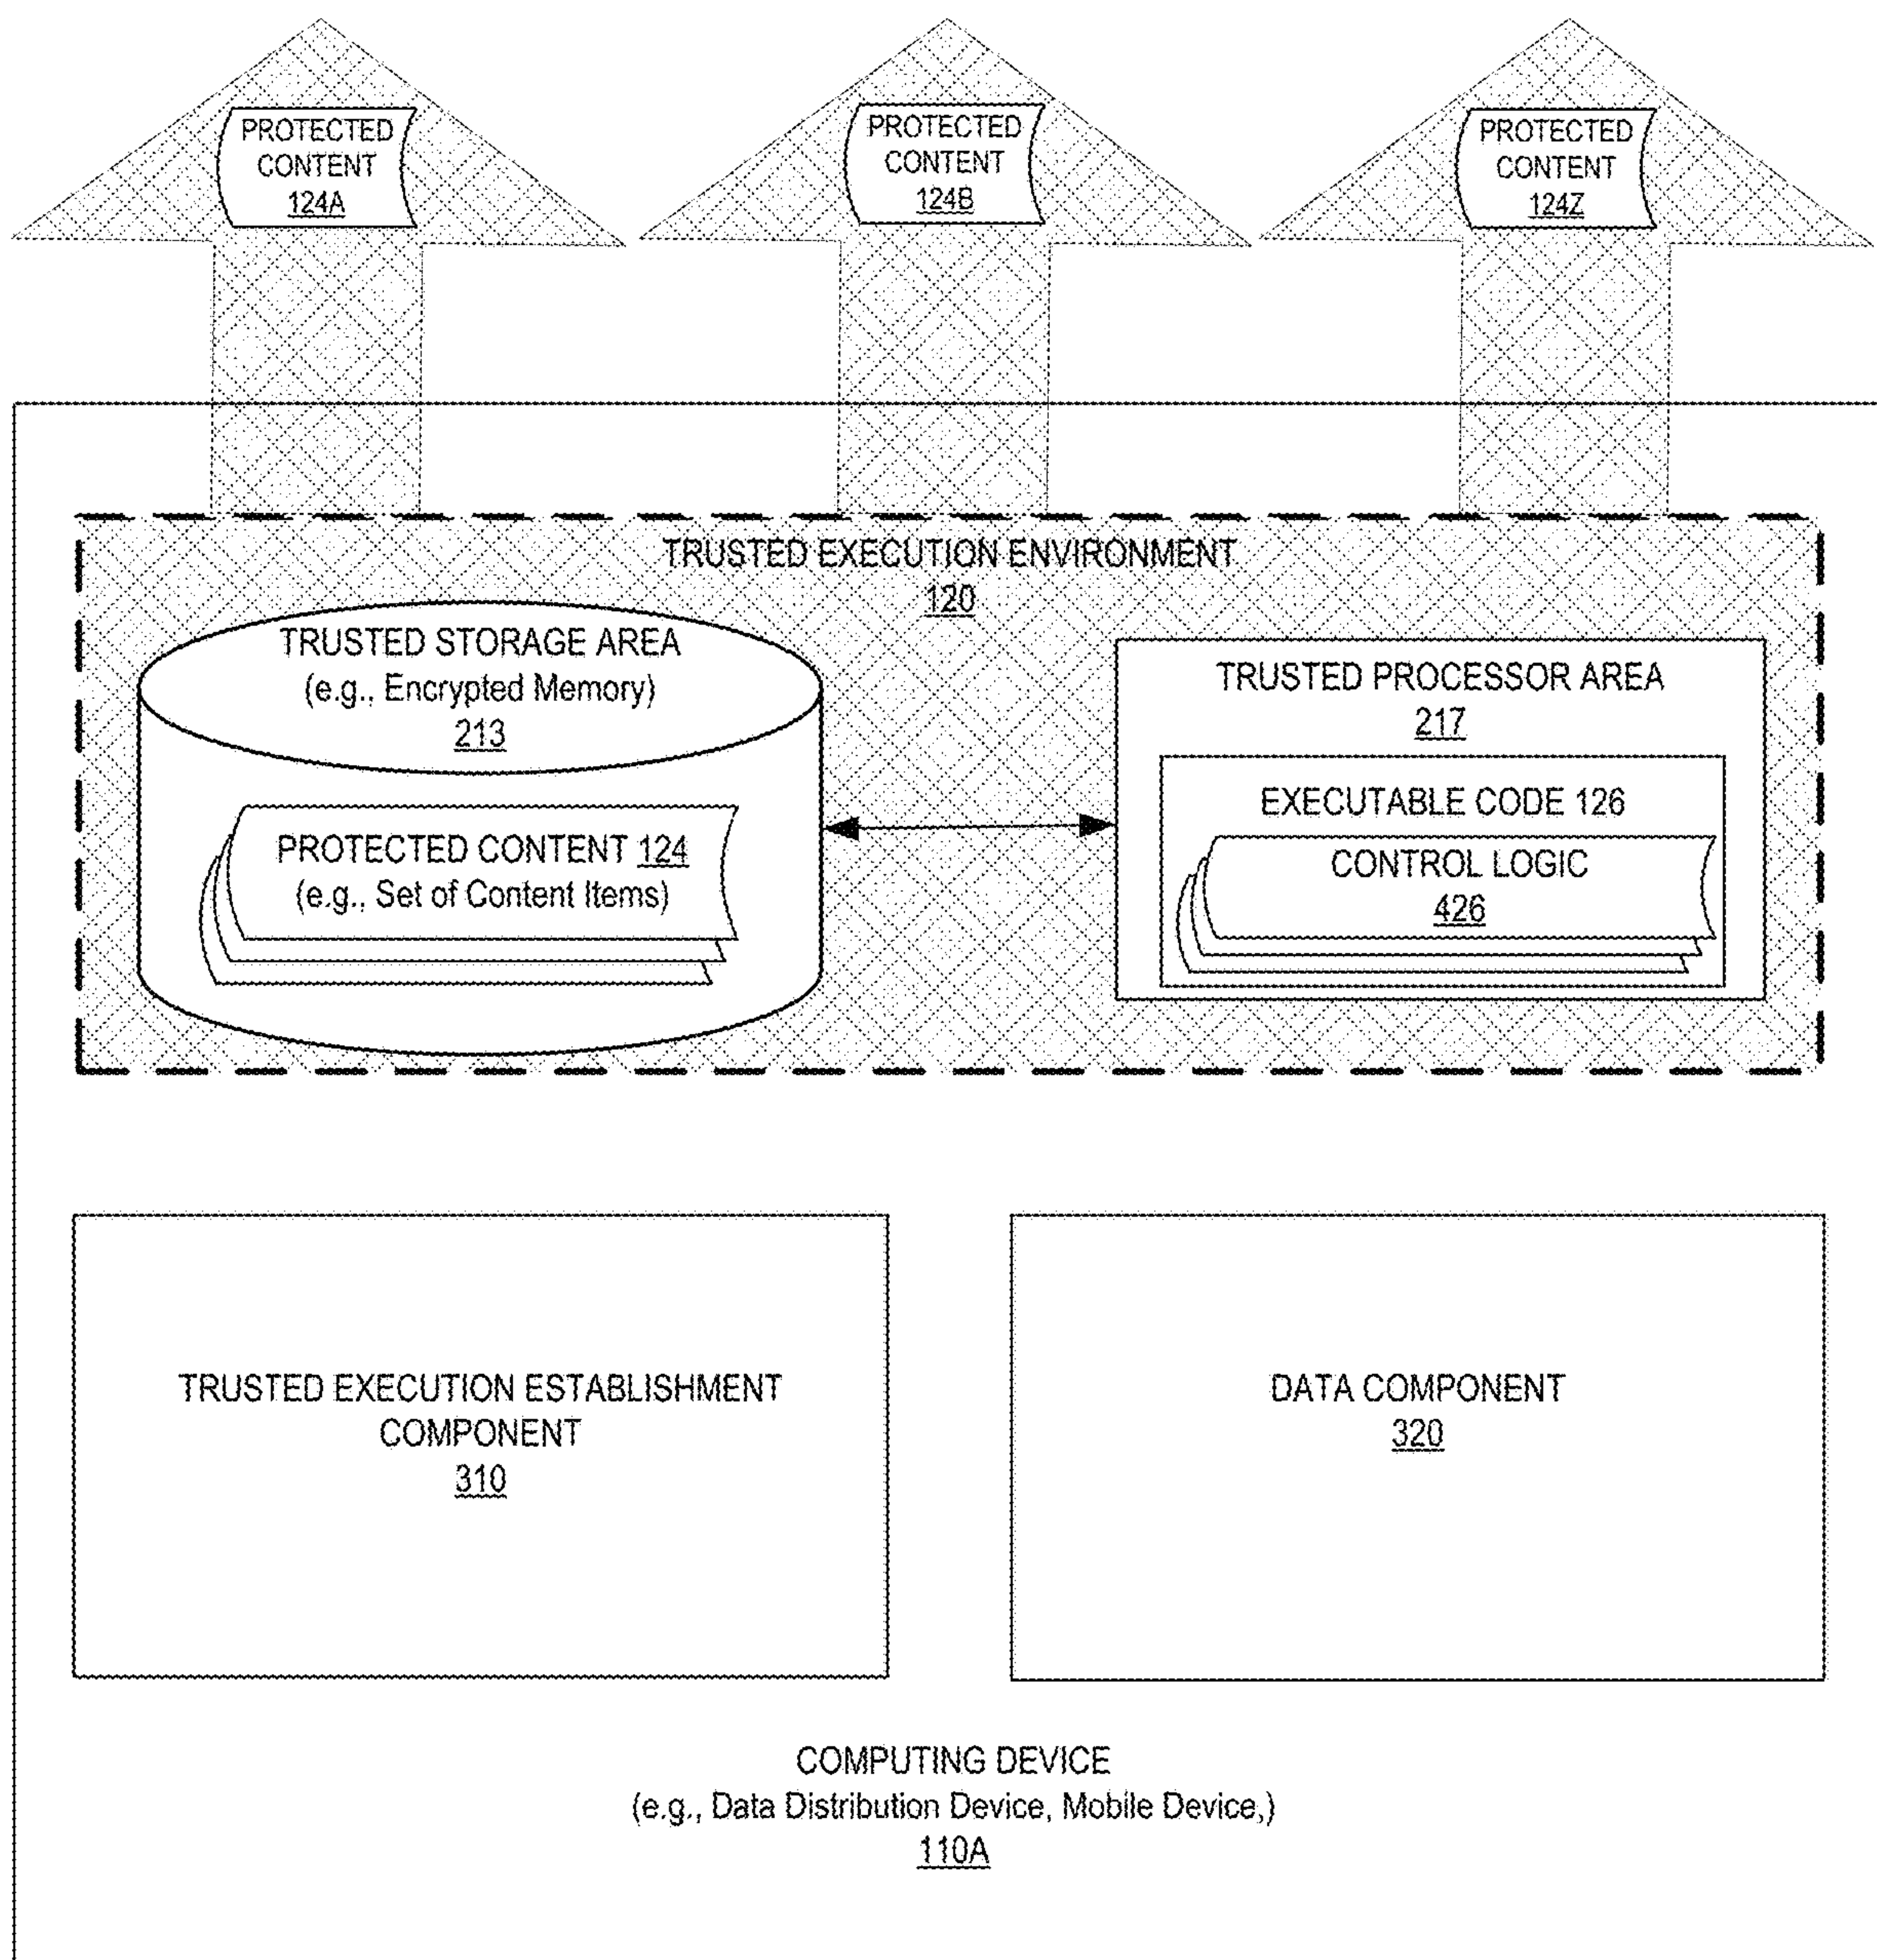 PROTECTED
CONTENT
124A
PROTECTED
CONTENT
124B
PROTECTED
CONTENT
124Z
TRUSTED EXECUTION ENVIRONMENT
120
TRUSTED STORAGE AREA
(e.g., Encrypted Memory)
213
PROTECTED CONTENT 124
(e.g., Set of Content Items)
TRUSTED PROCESSOR AREA
217
EXECUTABLE CODE 126
CONTROL LOGIC
426
TRUSTED EXECUTION ESTABLISHMENT
COMPONENT
310
DATA COMPONENT
320
COMPUTING DEVICE
(e.g., Data Distribution Device, Mobile Device,)
110A